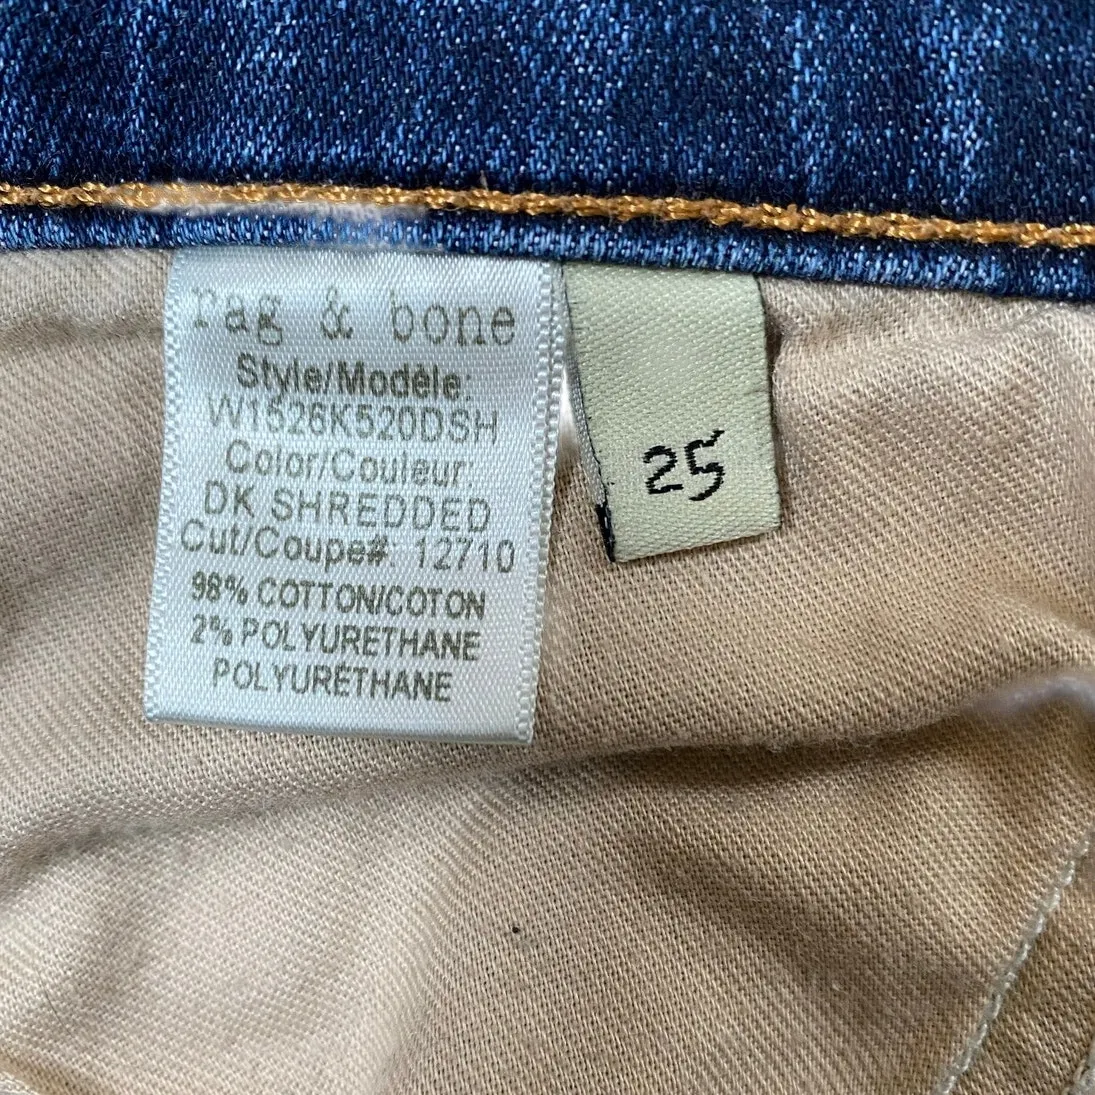 rag & bone
Style/Modèle:
W1526K520DSH
Color/Couleur:
DK SHREDDED
Cut/Coupe#: 12710
98% COTTON/COTON
2% POLYURETHANE
POLYURÉTHANE
25